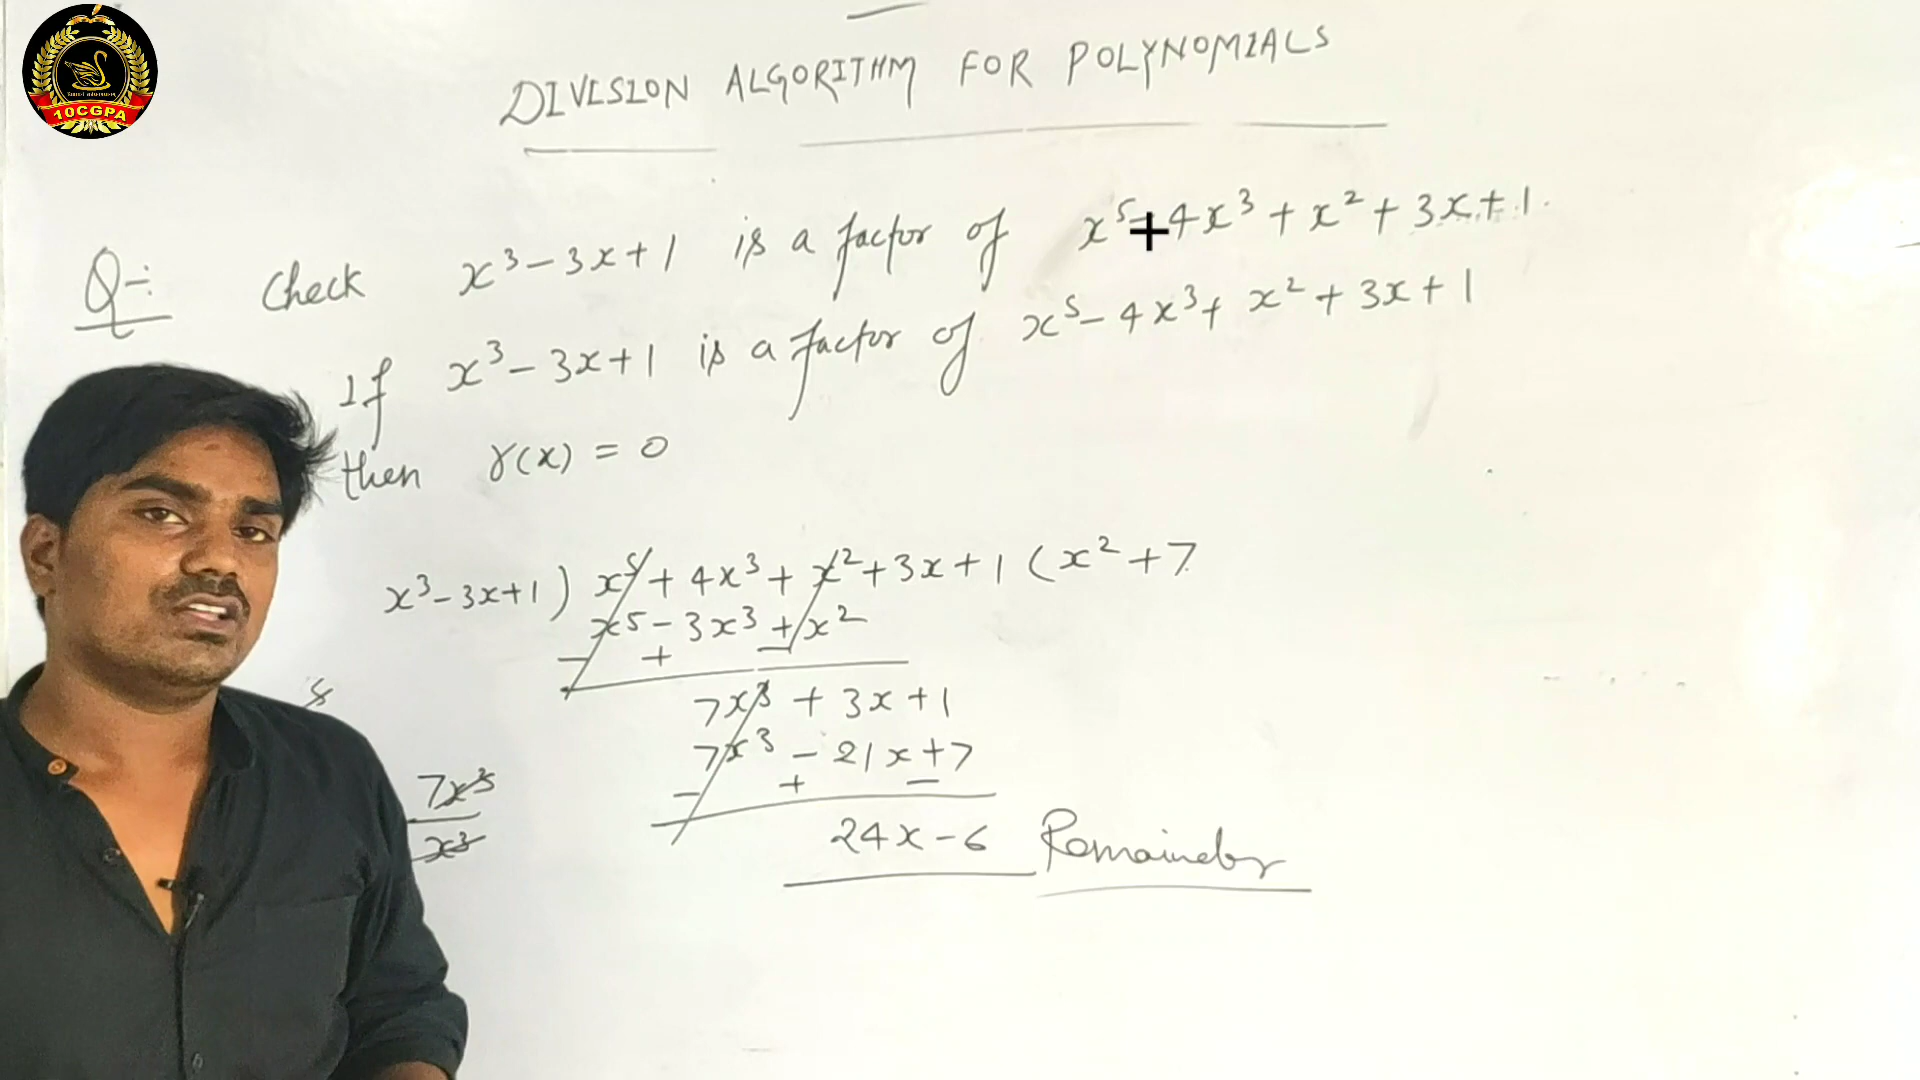 10CGPA
DIVISION ALGORITHM FOR POLYNOMIALS
Q:- Check x³-3x+1 is a factor of x⁵+4x³+x²+3x+1.
If x³-3x+1 is a factor of x⁵-4x³+x²+3x+1
then r(x) = 0
x³-3x+1 ) x⁵+4x³+x²+3x+1 ( x²+7
x⁵-3x³+x²
- + -
7x³+3x+1
7x³-21x+7
- + -
24x-6 Remainder
7x³
x³